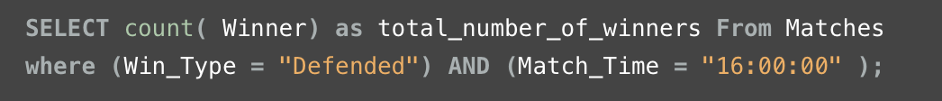 SELECT count( Winner) as total_number_of_winners From Matches
where (Win_Type = "Defended") AND (Match_Time = "16:00:00" );